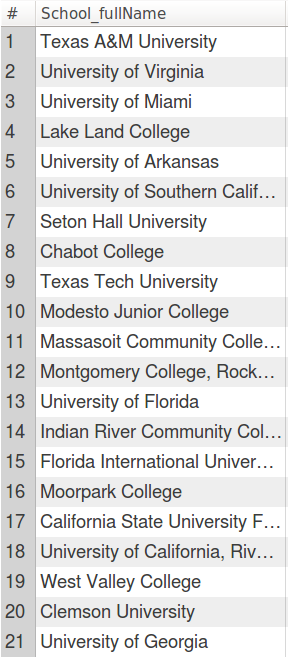 # School_fullName
1 Texas A&M University
2 University of Virginia
3 University of Miami
4 Lake Land College
5 University of Arkansas
6 University of Southern Calif…
7 Seton Hall University
8 Chabot College
9 Texas Tech University
10 Modesto Junior College
11 Massasoit Community Colle…
12 Montgomery College, Rock…
13 University of Florida
14 Indian River Community Col…
15 Florida International Univer…
16 Moorpark College
17 California State University F…
18 University of California, Riv…
19 West Valley College
20 Clemson University
21 University of Georgia